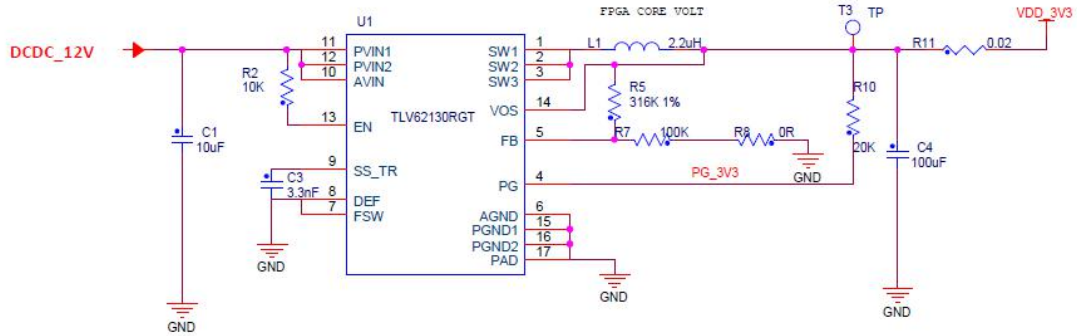 FPGA CORE VOLT
T3 TP
VDD_3V3
U1
DCDC_12V
11 PVIN1 SW1 1 L1 2.2uH
12 PVIN2 SW2 2
10 AVIN SW3 3
R11 0.02
R2
10K
R5
316K 1%
R10
VOS 14
13 EN TLV62130RGT
C1
10uF
FB 5 R7 100K R8 0R
20K
C4
100uF
GND
9 SS_TR
C3
3.3nF
PG 4 PG_3V3
8 DEF
7 FSW
AGND 6
PGND1 15
PGND2 16
PAD 17
GND
GND
GND
GND